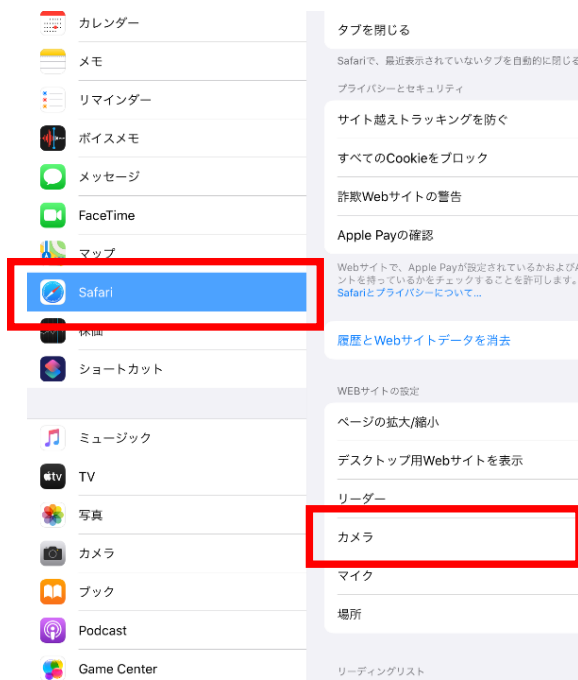 カレンダー
メモ
リマインダー
ボイスメモ
メッセージ
FaceTime
マップ
Safari
株価
ショートカット
ミュージック
tv
TV
写真
カメラ
ブック
Podcast
Game Center
タブを閉じる
Safariで、最近表示されていないタブを自動的に閉じる
プライバシーとセキュリティ
サイト越えトラッキングを防ぐ
すべてのCookieをブロック
詐欺Webサイトの警告
Apple Payの確認
Webサイトで、Apple Payが設定されているかおよびA
ントを持っているかをチェックすることを許可します。
Safariとプライバシーについて...
履歴とWebサイトデータを消去
WEBサイトの設定
ページの拡大/縮小
デスクトップ用Webサイトを表示
リーダー
カメラ
マイク
場所
リーディングリスト